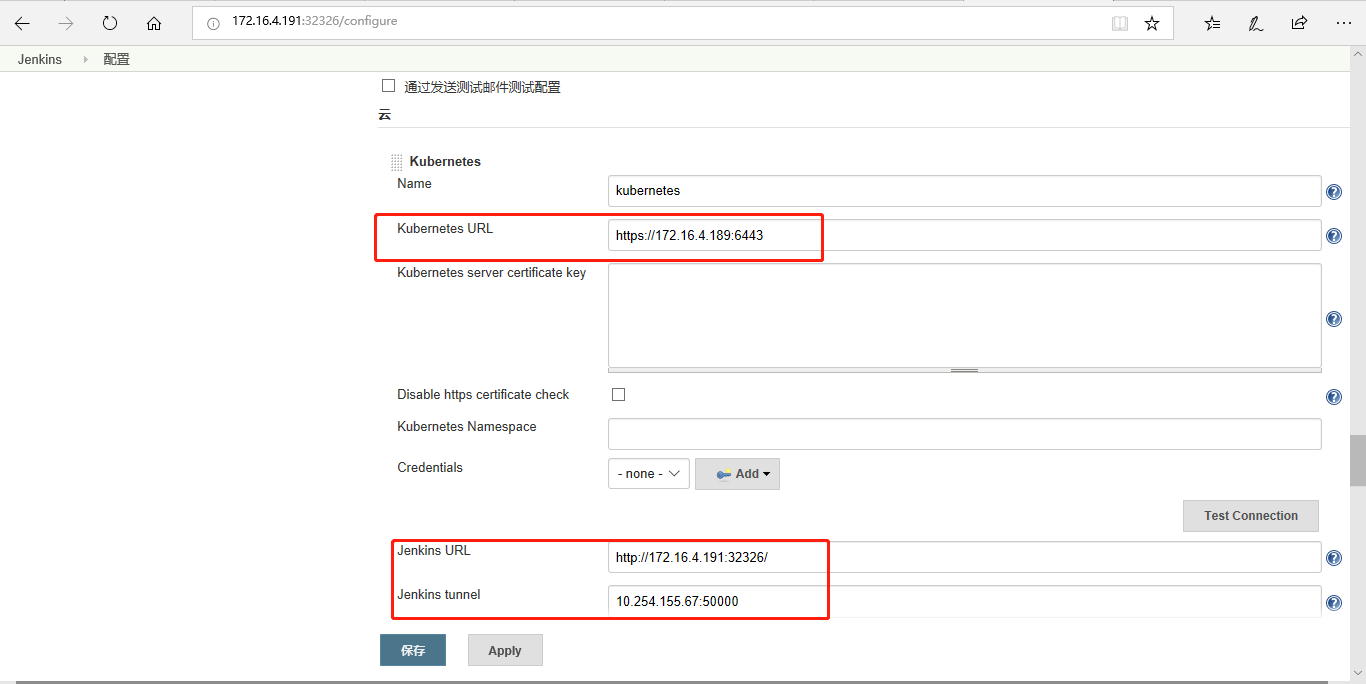 172.16.4.191:32326/configure
Jenkins 配置
通过发送测试邮件测试配置
云
Kubernetes
Name
kubernetes
Kubernetes URL
https://172.16.4.189:6443
Kubernetes server certificate key
Disable https certificate check
Kubernetes Namespace
Credentials
- none -
Add
Test Connection
Jenkins URL
http://172.16.4.191:32326/
Jenkins tunnel
10.254.155.67:50000
保存
Apply